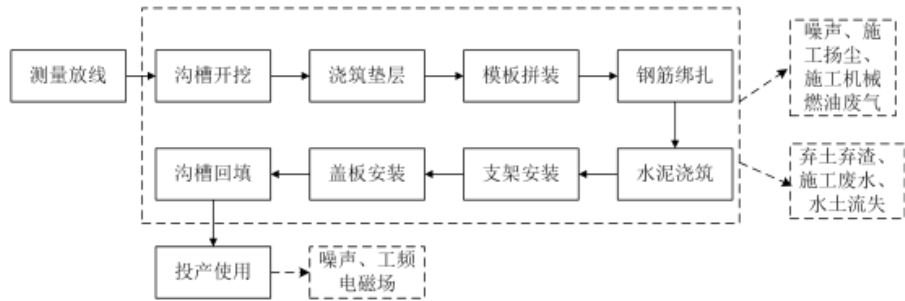 测量放线
沟槽开挖
浇筑垫层
模板拼装
钢筋绑扎
噪声、施
工扬尘、
施工机械
燃油废气
沟槽回填
盖板安装
支架安装
水泥浇筑
弃土弃渣、
施工废水、
水土流失
投产使用
噪声、工频
电磁场